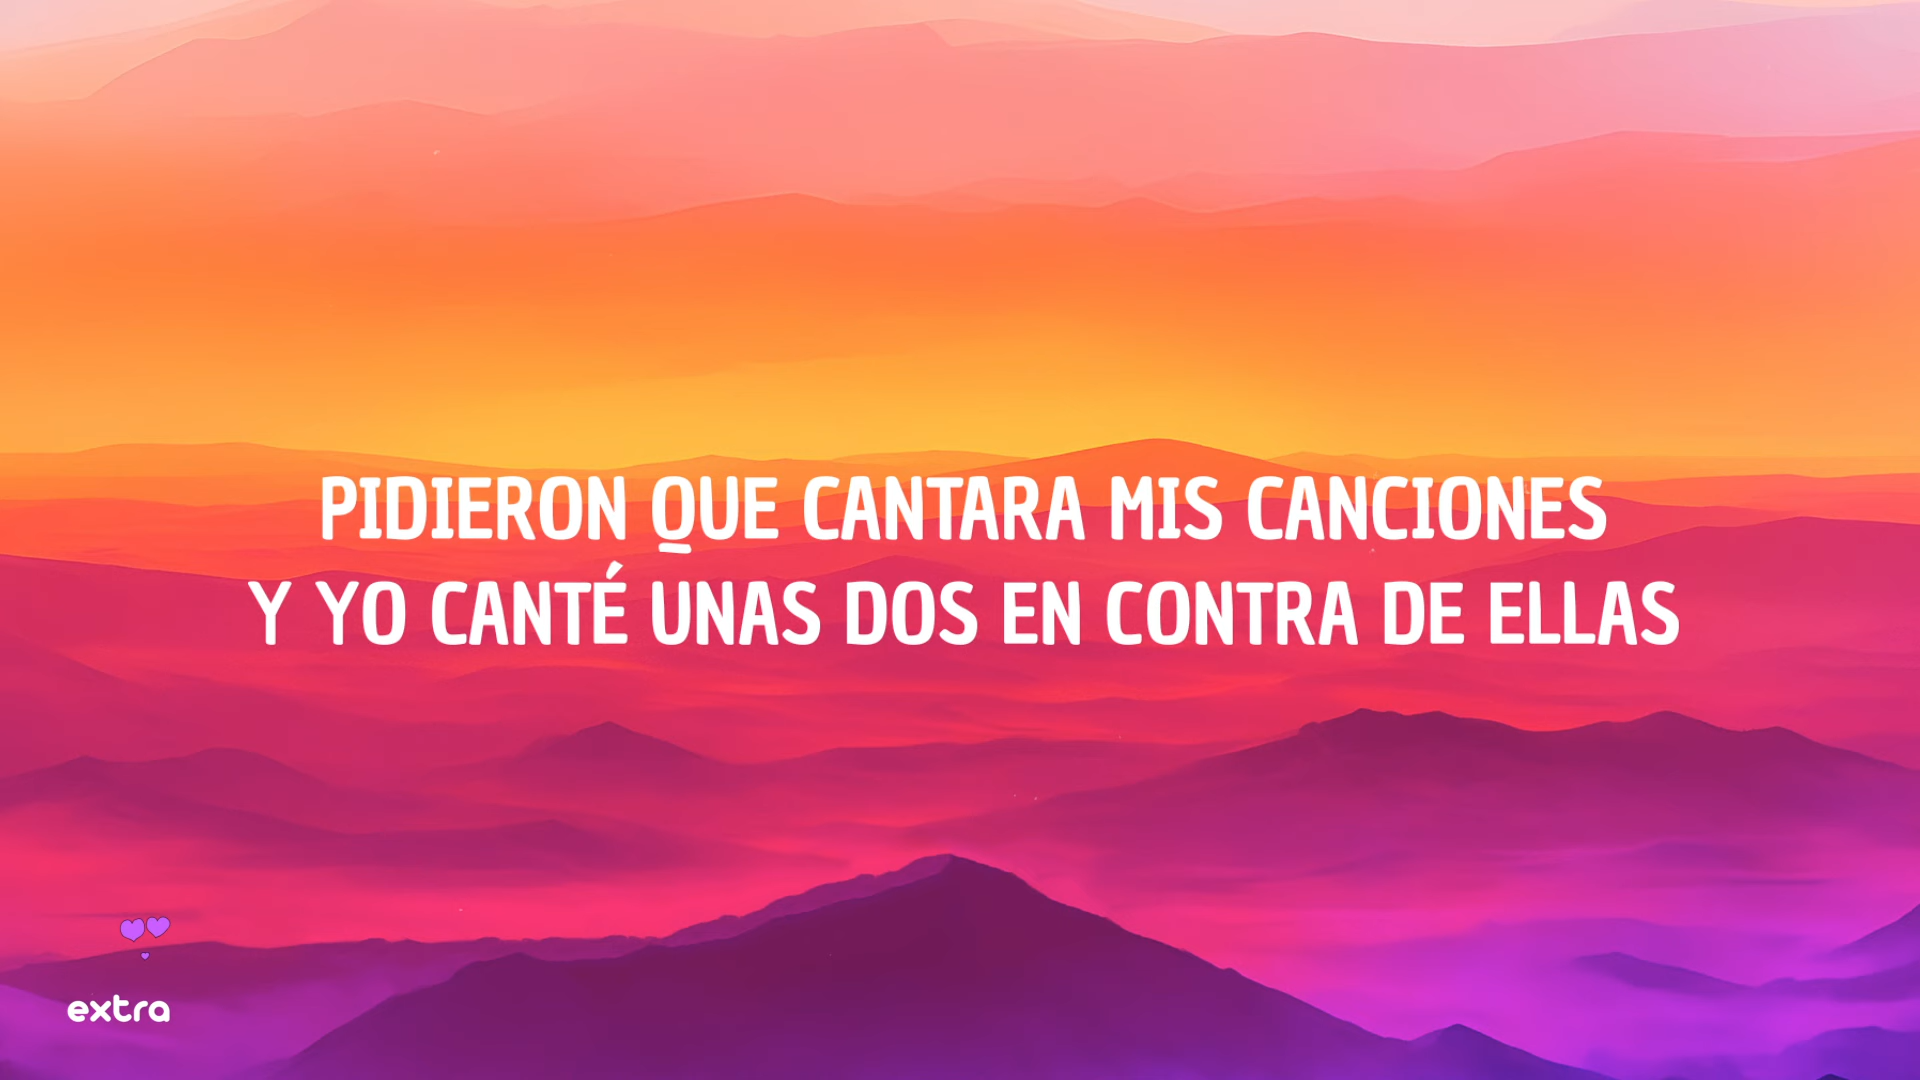 PIDIERON QUE CANTARA MIS CANCIONES
Y YO CANTÉ UNAS DOS EN CONTRA DE ELLAS
extra